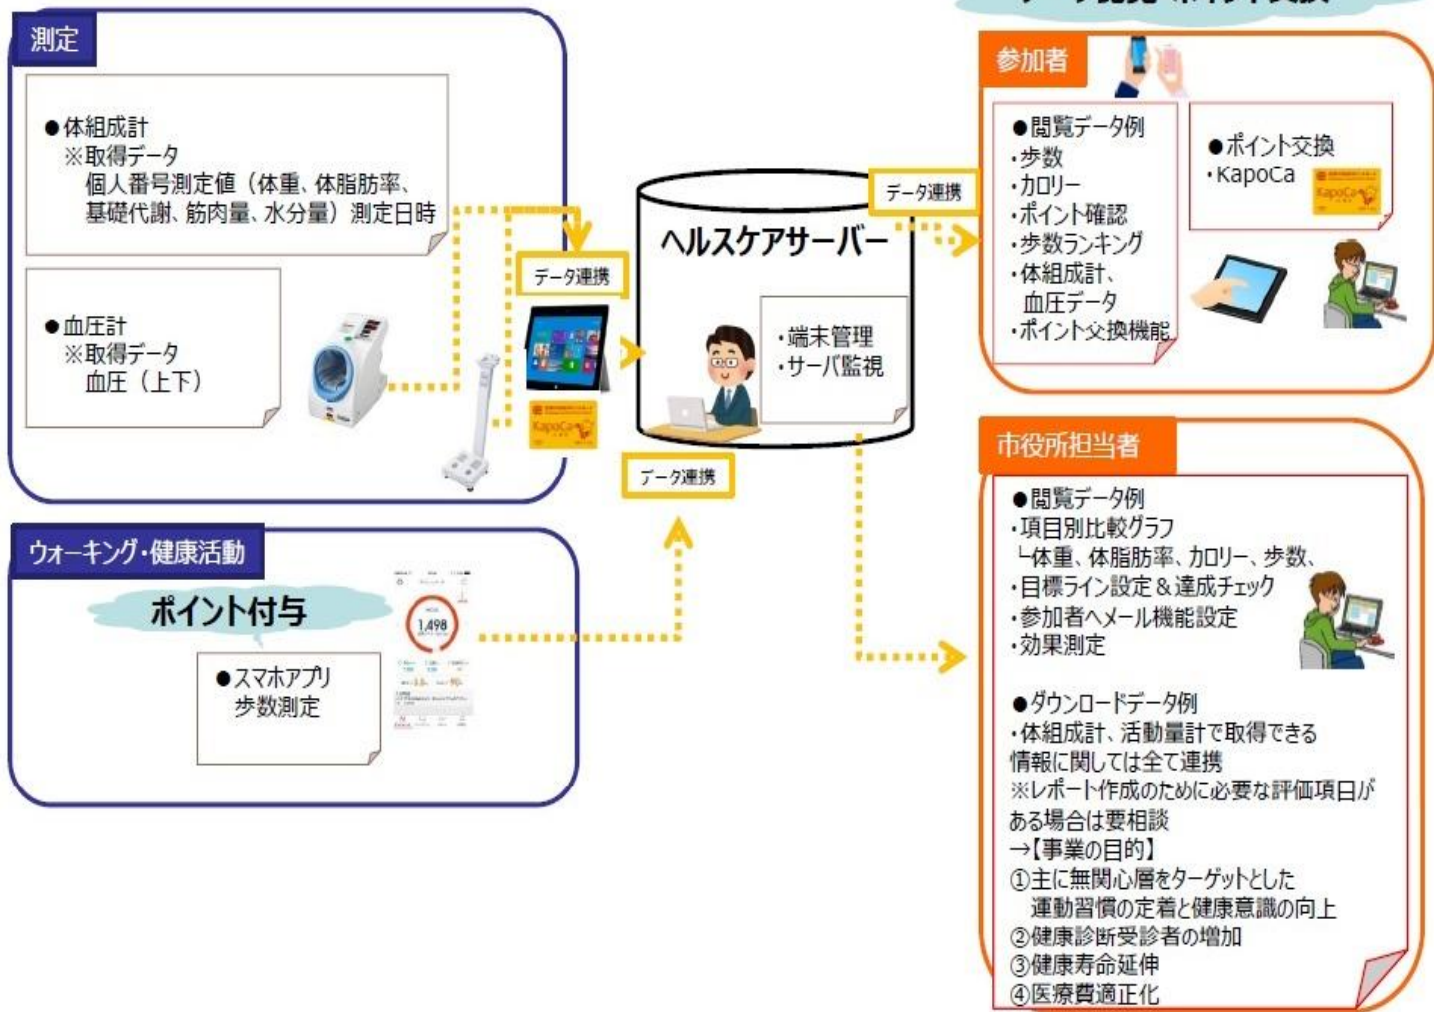 測定
●体組成計
※取得データ
個人番号測定値（体重、体脂肪率、
基礎代謝、筋肉量、水分量）測定日時
●血圧計
※取得データ
血圧（上下）
データ連携
KapoCa
ヘルスケアサーバー
・端末管理
・サーバ監視
データ連携
データ連携
ウォーキング・健康活動
ポイント付与
●スマホアプリ
歩数測定
1,498
参加者
●閲覧データ例
・歩数
・カロリー
・ポイント確認
・歩数ランキング
・体組成計、
血圧データ
・ポイント交換機能
●ポイント交換
・KapoCa
KapoCa
市役所担当者
●閲覧データ例
・項目別比較グラフ
└体重、体脂肪率、カロリー、歩数、
・目標ライン設定＆達成チェック
・参加者へメール機能設定
・効果測定
●ダウンロードデータ例
・体組成計、活動量計で取得できる
情報に関しては全て連携
※レポート作成のために必要な評価項目が
ある場合は要相談
→【事業の目的】
①主に無関心層をターゲットとした
運動習慣の定着と健康意識の向上
②健康診断受診者の増加
③健康寿命延伸
④医療費適正化